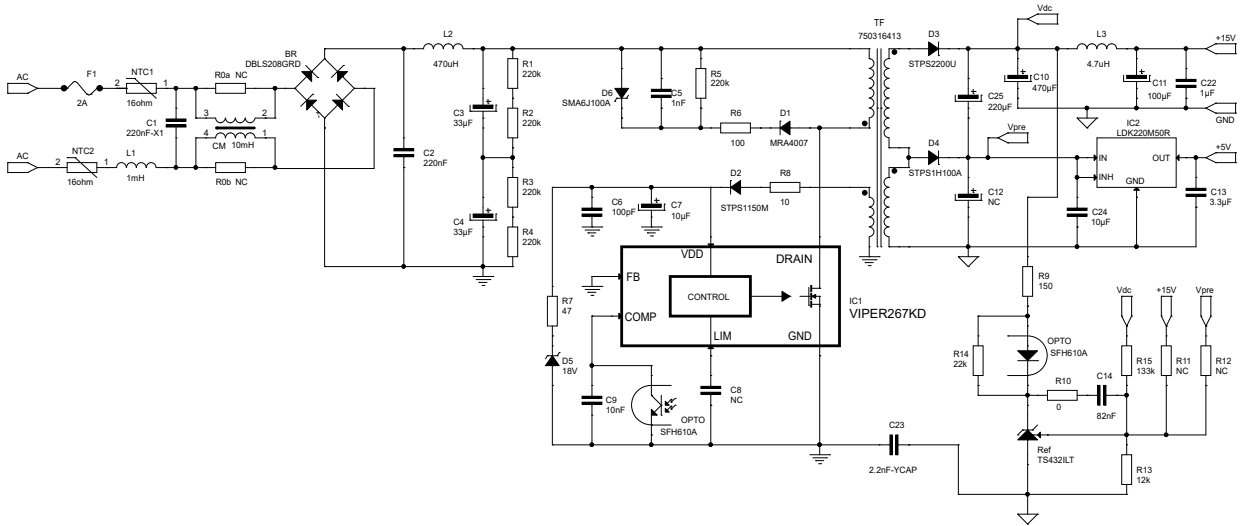 AC
F1
2A
2
NTC1
1
16ohm
R0a NC
BR
DBLS208GRD
C1
220nF-X1
3
2
4
1
CM
10mH
AC
2
NTC2
1
16ohm
L1
1mH
R0b NC
L2
470uH
C2
220nF
C3
33µF
C4
33µF
R1
220k
R2
220k
R3
220k
R4
220k
D6
SMA6J100A
C5
1nF
R5
220k
R6
100
D1
MRA4007
TF
750316413
D3
STPS2200U
Vdc
C10
470µF
L3
4.7uH
C11
100µF
C22
1µF
+15V
GND
C25
220µF
Vpre
D4
STPS1H100A
C12
NC
IC2
LDK220M50R
IN
OUT
INH
GND
+5V
C24
10µF
C13
3.3µF
C6
100pF
C7
10µF
D2
STPS1150M
R8
10
VDD
DRAIN
FB
CONTROL
COMP
LIM
GND
IC1
VIPER267KD
R7
47
D5
18V
C9
10nF
OPTO
SFH610A
C8
NC
C23
2.2nF-YCAP
R9
150
R14
22k
OPTO
SFH610A
R10
0
C14
82nF
Vdc
+15V
Vpre
R15
133k
R11
NC
R12
NC
Ref
TS432ILT
R13
12k